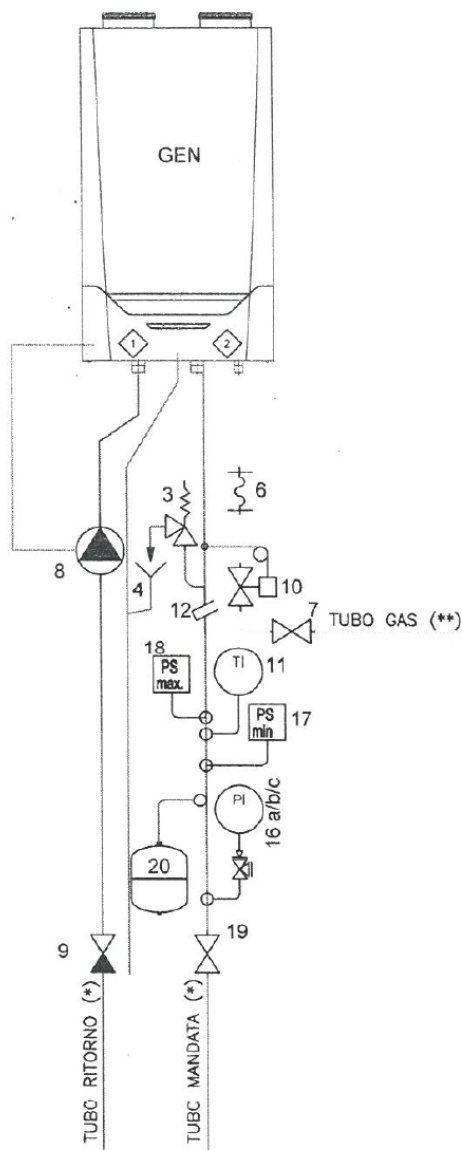 GEN
1
2
3
6
8
4
10
12
7
TUBO GAS (**)
18
PS
max.
TI
11
PS
min
17
PI
16 a/b/c
20
9
19
TUBO RITORNO (*)
TUBO MANDATA (*)